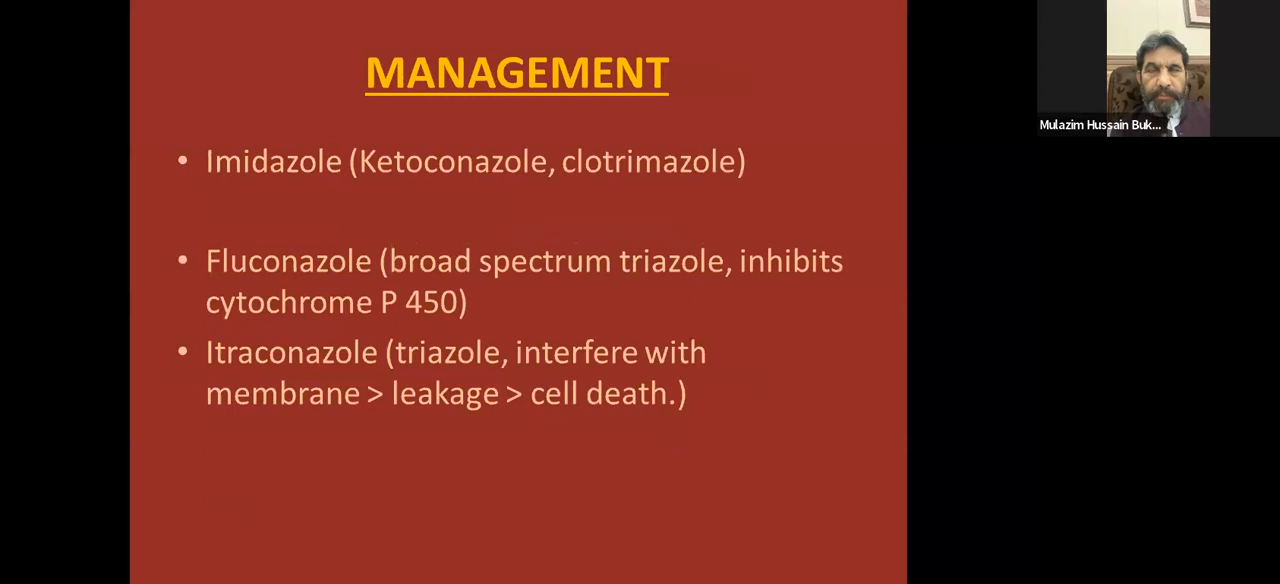 MANAGEMENT
• Imidazole (Ketoconazole, clotrimazole)
• Fluconazole (broad spectrum triazole, inhibits
cytochrome P 450)
• Itraconazole (triazole, interfere with
membrane > leakage > cell death.)
Mulazim Hussain Buk...